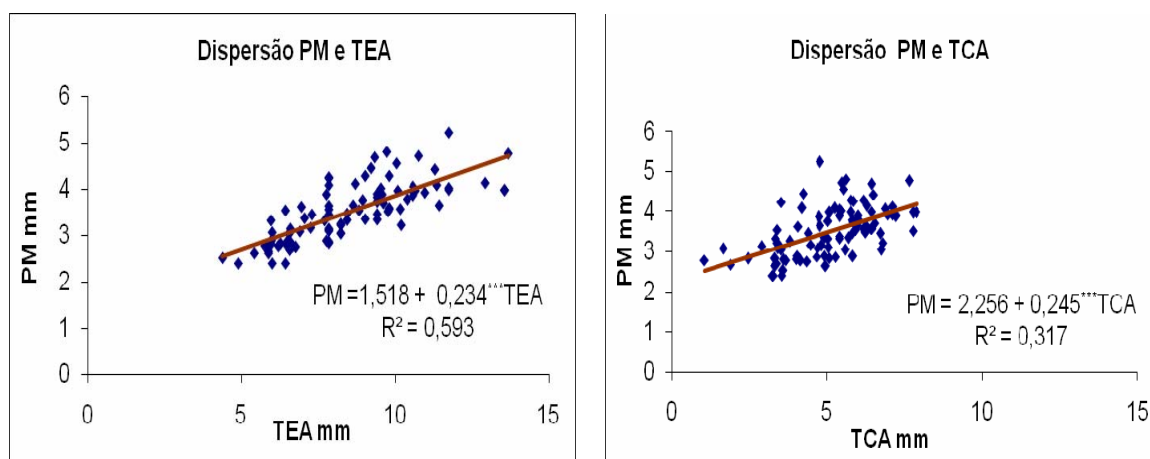 Dispersão PM e TEA
6
5
4
3
2
1
0
PM mm
PM =1,518 + 0,234***TEA
R² = 0,593
0 5 10 15
TEA mm
Dispersão PM e TCA
6
5
4
3
2
1
0
PM mm
PM = 2,256 + 0,245***TCA
R² = 0,317
0 5 10 15
TCA mm